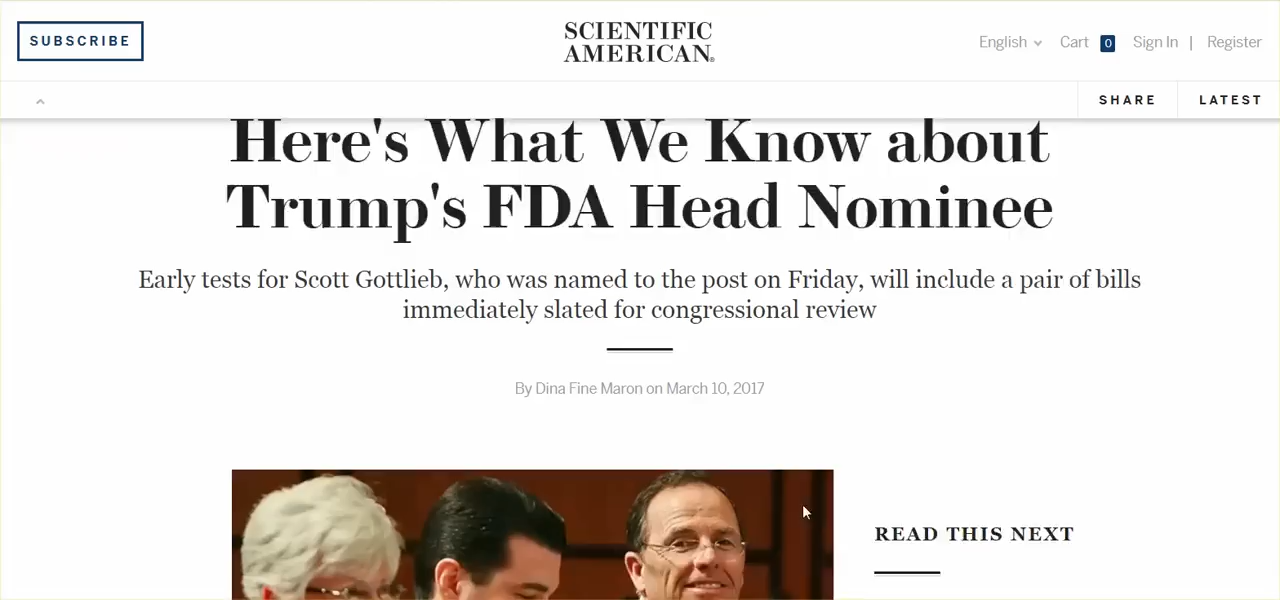 SUBSCRIBE
SCIENTIFIC
AMERICAN®
English
Cart 0
Sign In | Register
SHARE
LATEST
Here's What We Know about
Trump's FDA Head Nominee
Early tests for Scott Gottlieb, who was named to the post on Friday, will include a pair of bills
immediately slated for congressional review
By Dina Fine Maron on March 10, 2017
READ THIS NEXT